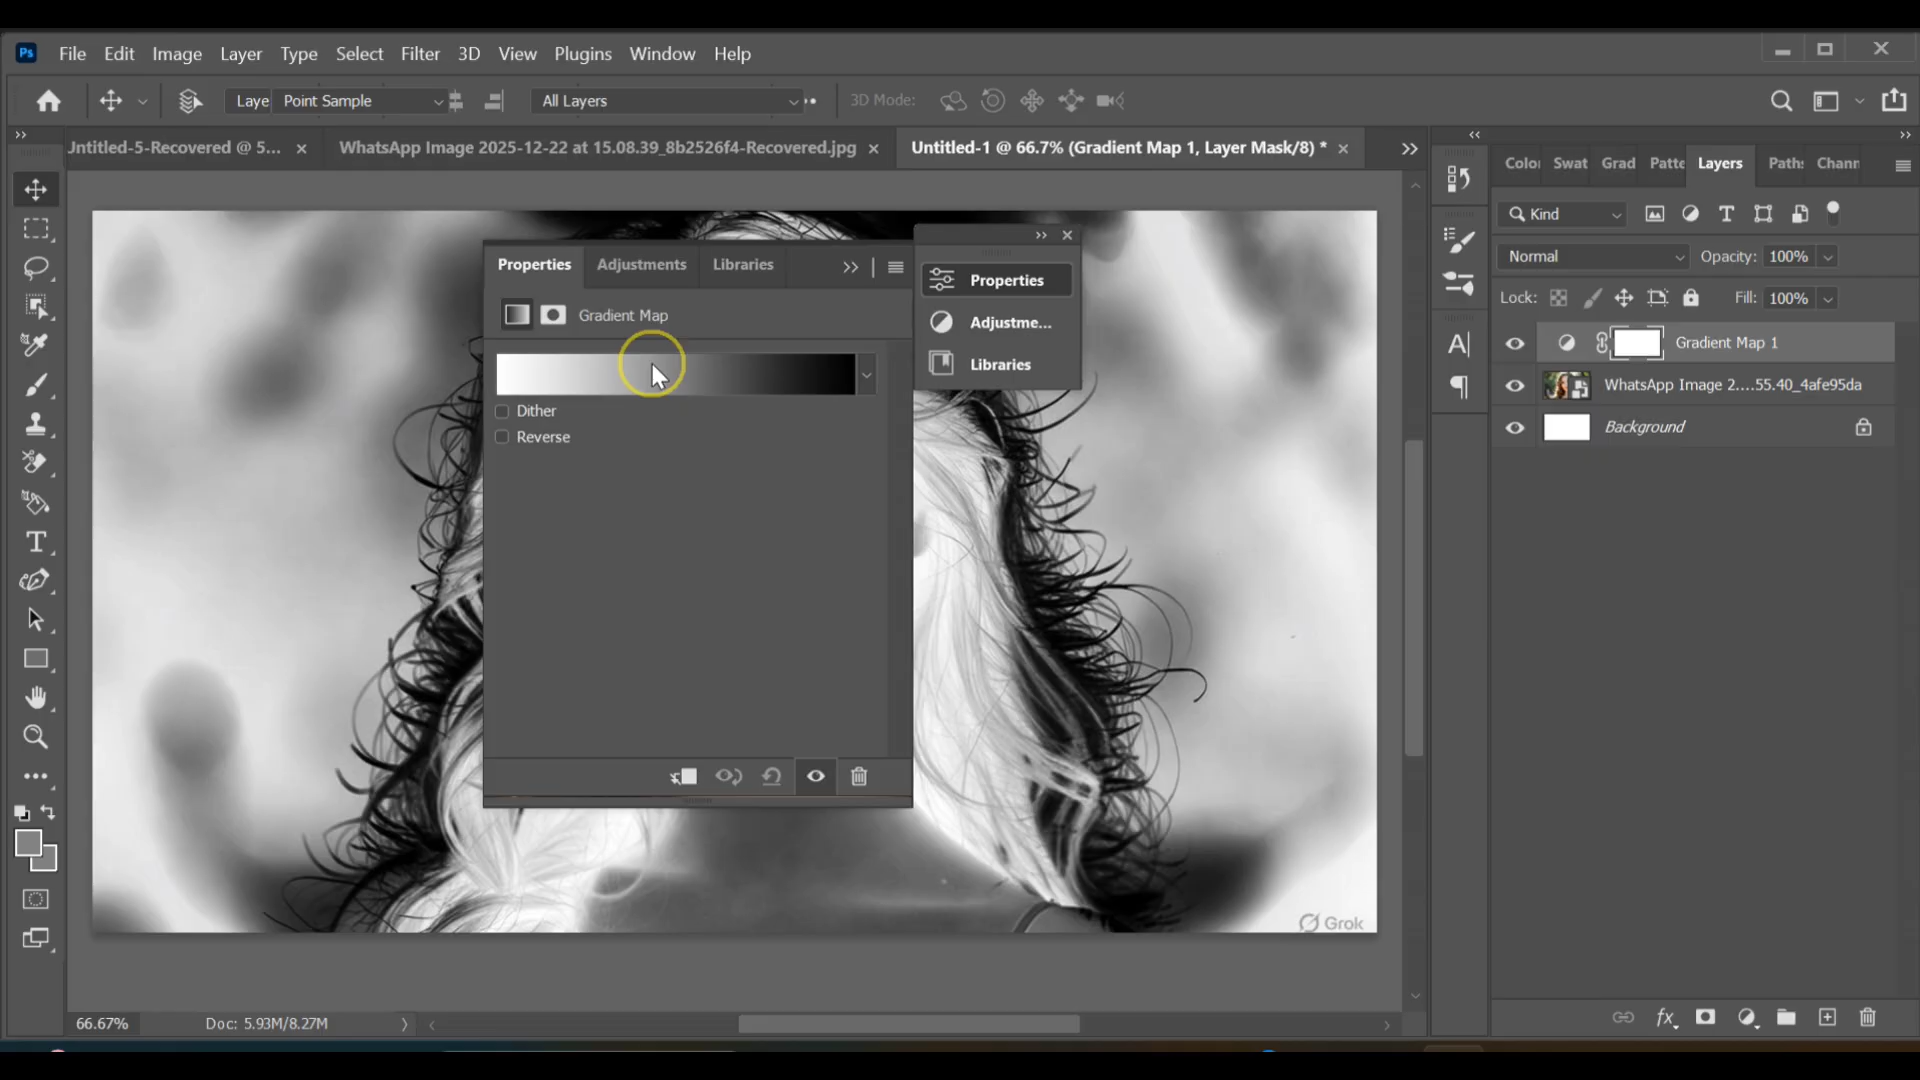 Ps File Edit Image Layer Type Select Filter 3D View Plugins Window Help
Laye Point Sample All Layers 3D Mode:
Jntitled-5-Recovered @ 5... WhatsApp Image 2025-12-22 at 15.08.39_8b2526f4-Recovered.jpg Untitled-1 @ 66.7% (Gradient Map 1, Layer Mask/8) *
Color Swat Grad Patte Layers Paths Chann
Kind
Normal Opacity: 100%
Lock: Fill: 100%
Gradient Map 1
WhatsApp Image 2....55.40_4afe95da
Background
Properties Adjustments Libraries
Gradient Map
Dither
Reverse
Properties
Adjustme...
Libraries
Grok
66.67% Doc: 5.93M/8.27M